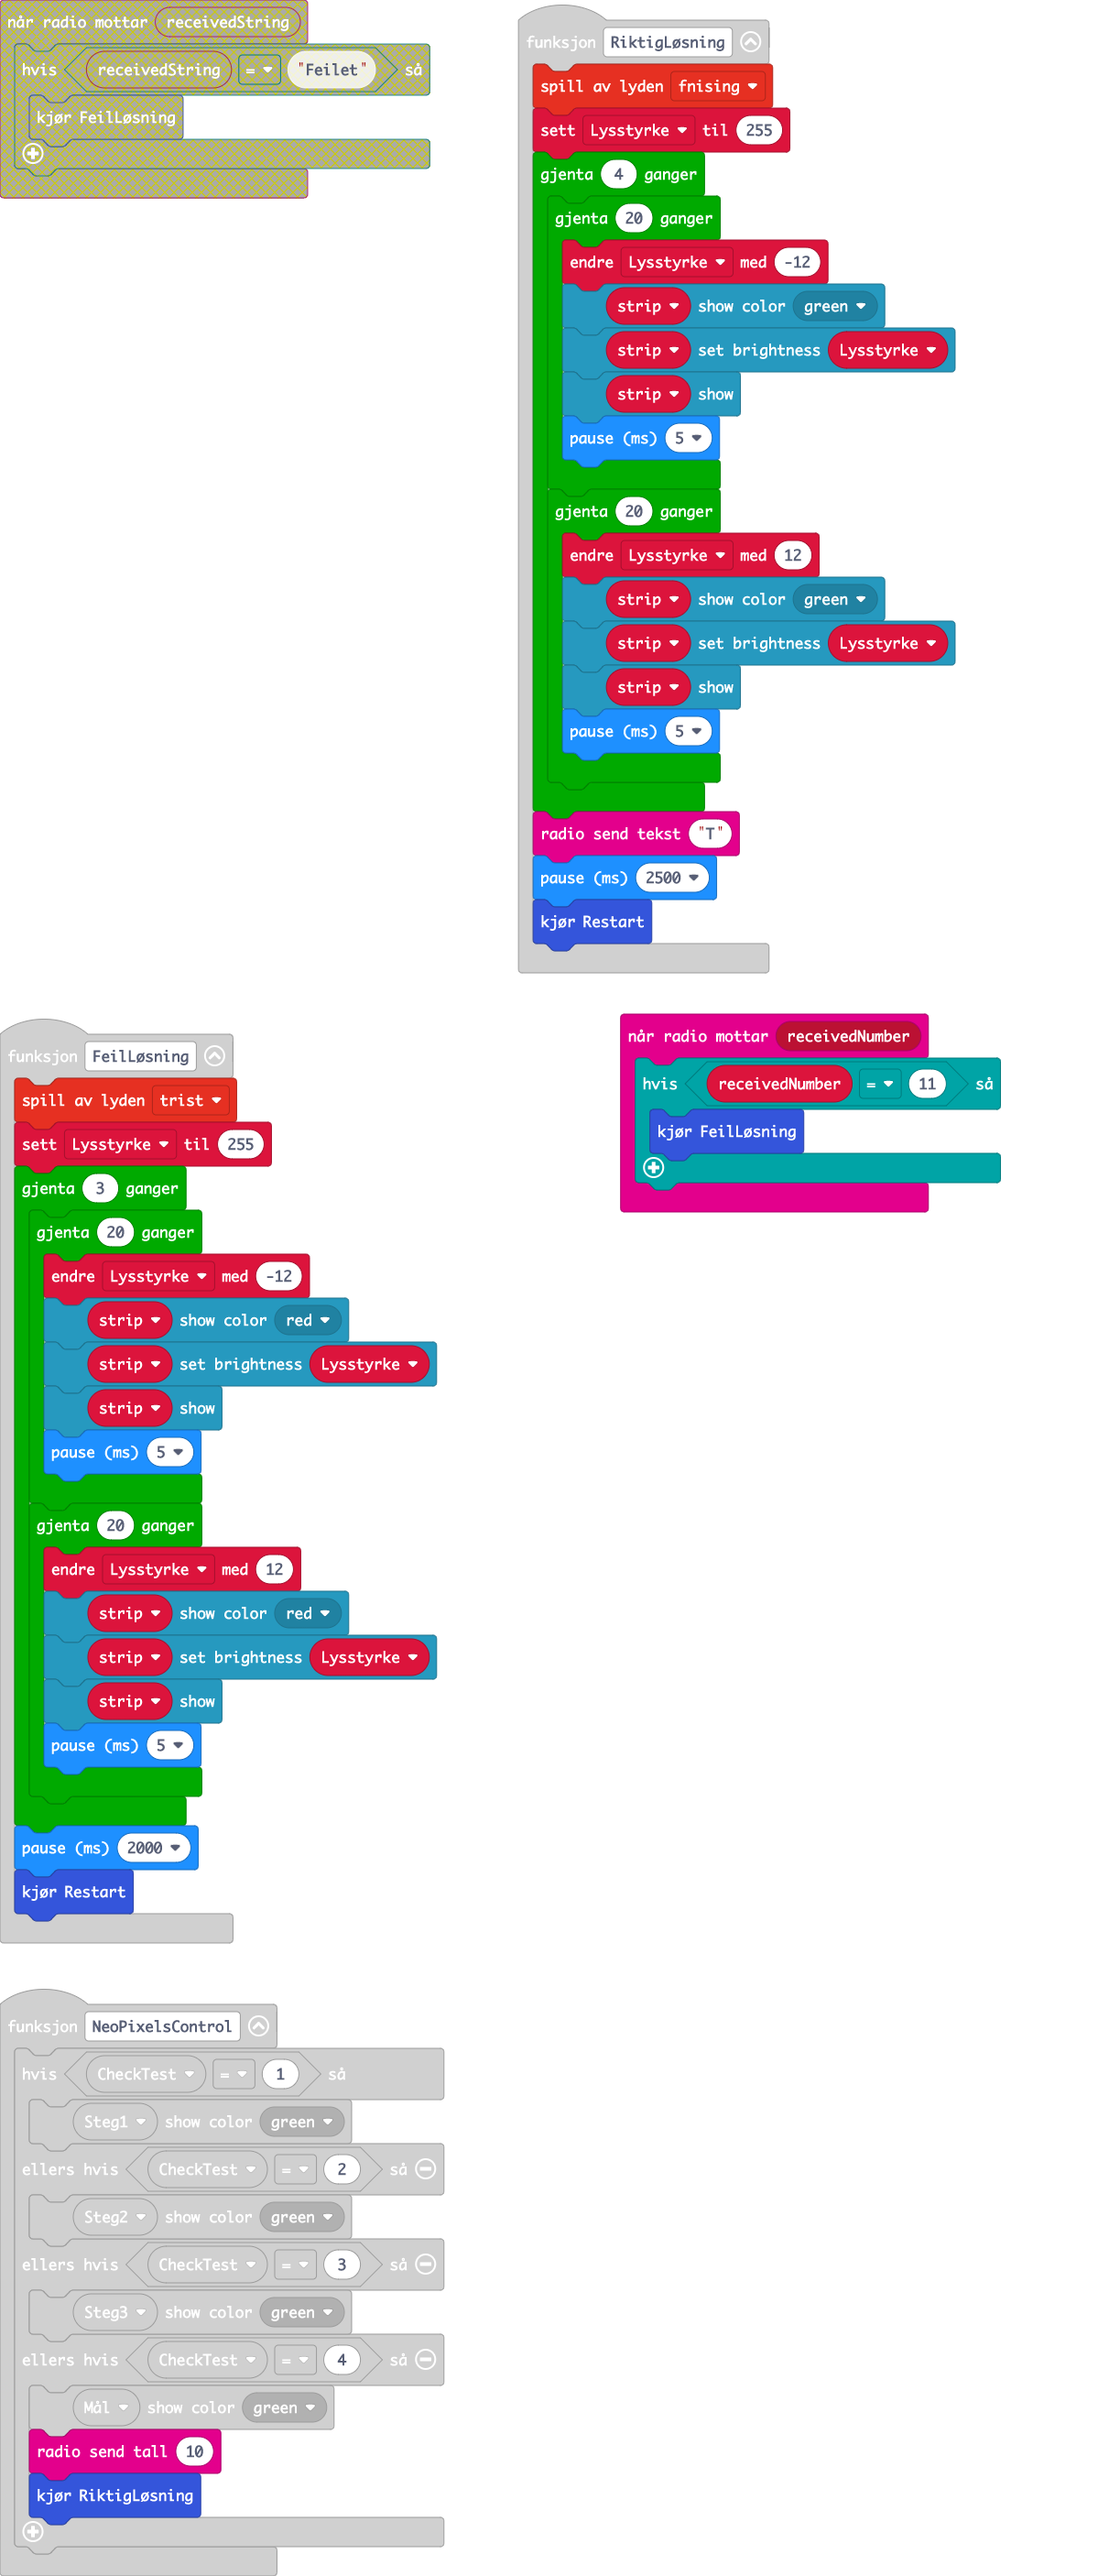 når radio mottar receivedString
hvis receivedString = "Feilet" så
kjør FeilLøsning
funksjon RiktigLøsning
spill av lyden fnising
sett Lysstyrke til 255
gjenta 4 ganger
gjenta 20 ganger
endre Lysstyrke med -12
strip show color green
strip set brightness Lysstyrke
strip show
pause (ms) 5
gjenta 20 ganger
endre Lysstyrke med 12
strip show color green
strip set brightness Lysstyrke
strip show
pause (ms) 5
radio send tekst "T"
pause (ms) 2500
kjør Restart
funksjon FeilLøsning
spill av lyden trist
sett Lysstyrke til 255
gjenta 3 ganger
gjenta 20 ganger
endre Lysstyrke med -12
strip show color red
strip set brightness Lysstyrke
strip show
pause (ms) 5
gjenta 20 ganger
endre Lysstyrke med 12
strip show color red
strip set brightness Lysstyrke
strip show
pause (ms) 5
pause (ms) 2000
kjør Restart
når radio mottar receivedNumber
hvis receivedNumber = 11 så
kjør FeilLøsning
funksjon NeoPixelsControl
hvis CheckTest = 1 så
Steg1 show color green
ellers hvis CheckTest = 2 så
Steg2 show color green
ellers hvis CheckTest = 3 så
Steg3 show color green
ellers hvis CheckTest = 4 så
Mål show color green
radio send tall 10
kjør RiktigLøsning